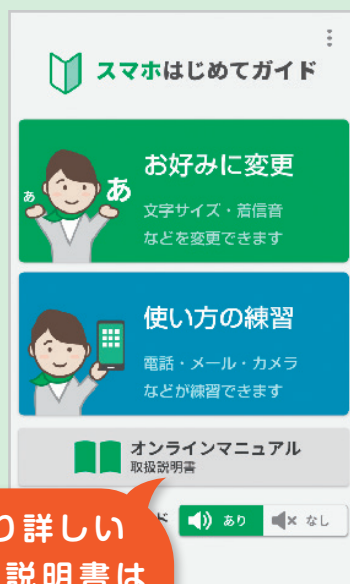 スマホはじめてガイド
お好みに変更
あ
あ
文字サイズ・着信音
などを変更できます
使い方の練習
電話・メール・カメラ
などが練習できます
オンラインマニュアル
取扱説明書
ド
あり
なし
り詳しい
説明書は